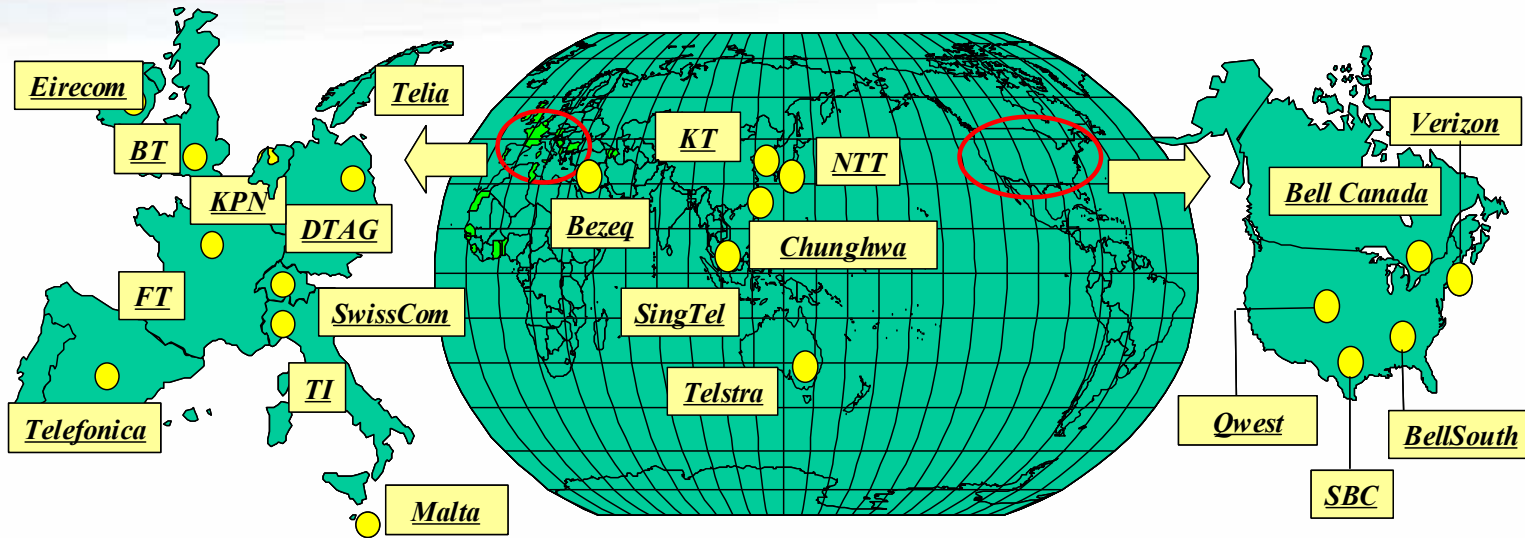 Eirecom
Telia
BT
KPN
DTAG
FT
SwissCom
TI
Telefonica
Malta
KT
NTT
Bezeq
Chunghwa
SingTel
Telstra
Verizon
Bell Canada
Qwest
BellSouth
SBC